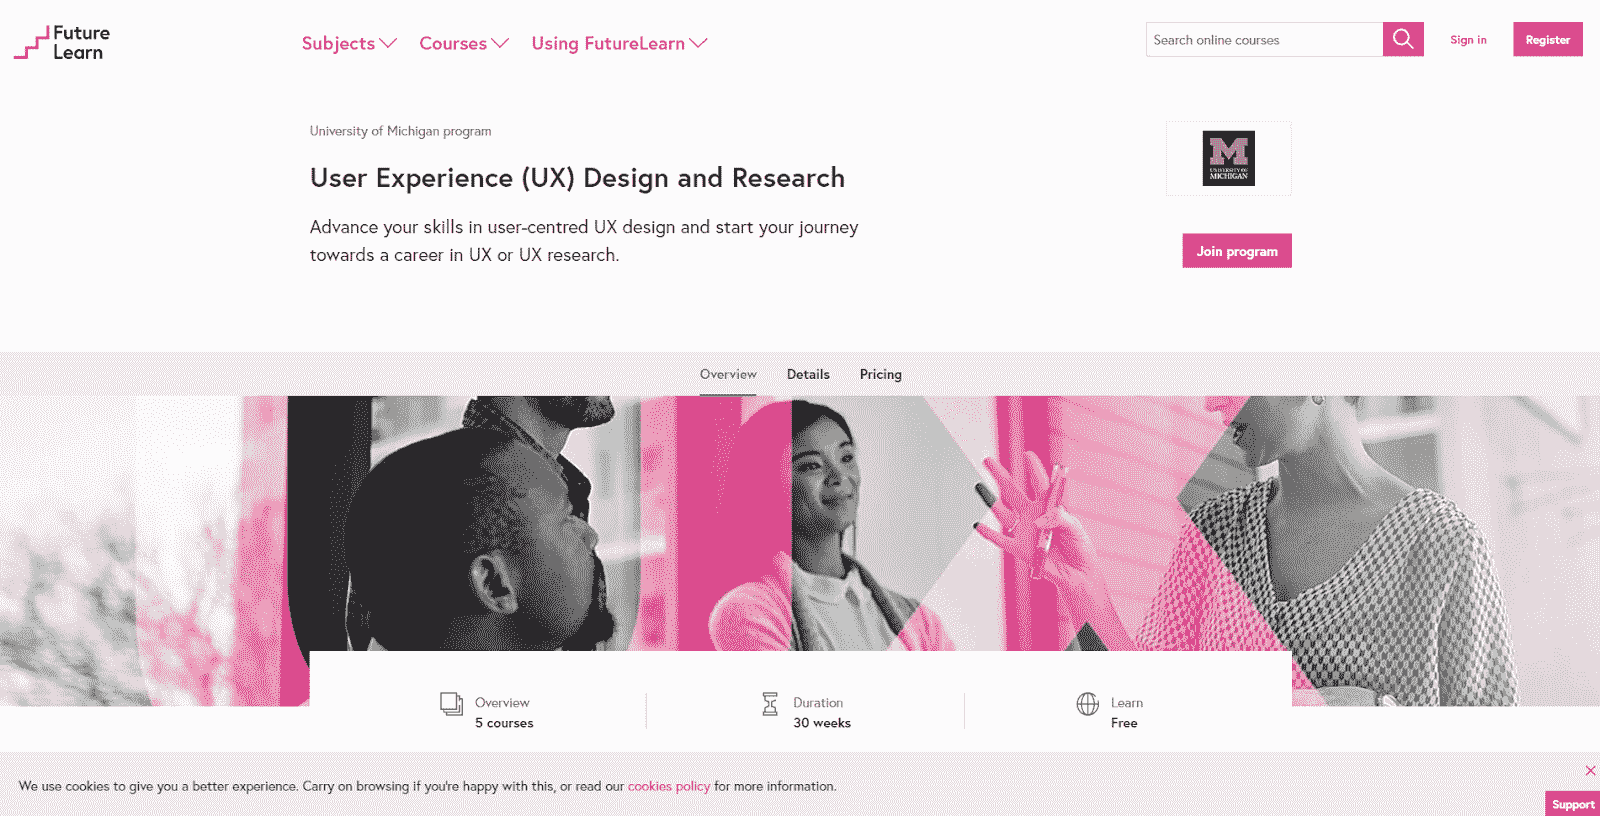 Future
Learn
Subjects
Courses
Using FutureLearn
Search online courses
Sign in
Register
University of Michigan program
User Experience (UX) Design and Research
Advance your skills in user-centred UX design and start your journey
towards a career in UX or UX research.
M
UNIVERSITY OF
MICHIGAN
Join program
Overview
Details
Pricing
Overview
5 courses
Duration
30 weeks
Learn
Free
We use cookies to give you a better experience. Carry on browsing if you're happy with this, or read our cookies policy for more information.
Support